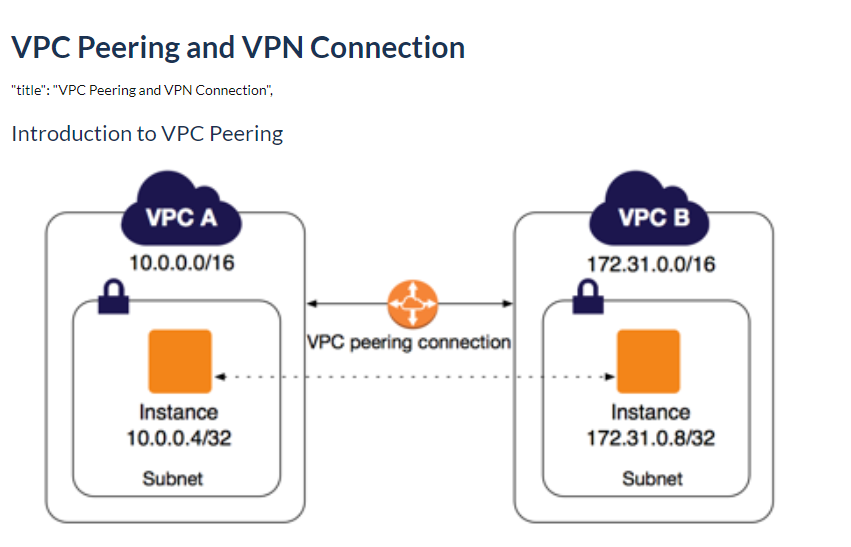 VPC Peering and VPN Connection
"title": "VPC Peering and VPN Connection",
Introduction to VPC Peering
VPC A
10.0.0.0/16
VPC B
172.31.0.0/16
VPC peering connection
Instance
10.0.0.4/32
Subnet
Instance
172.31.0.8/32
Subnet